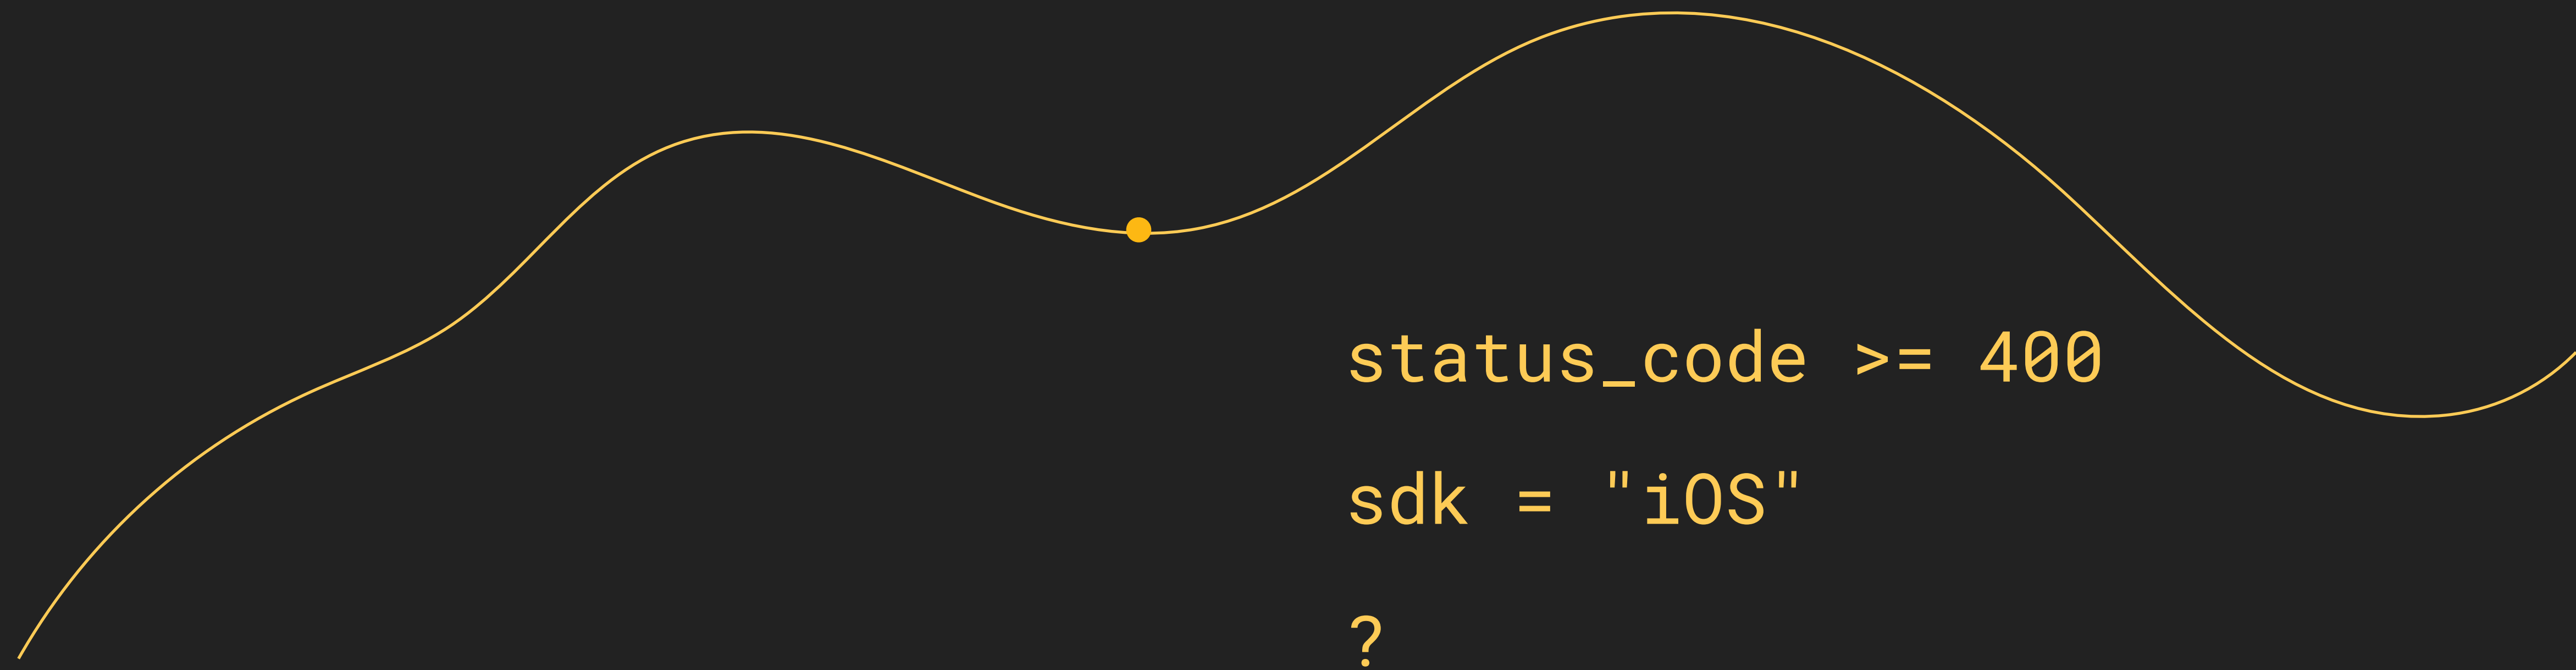 status_code >= 400
sdk = "iOS"
?